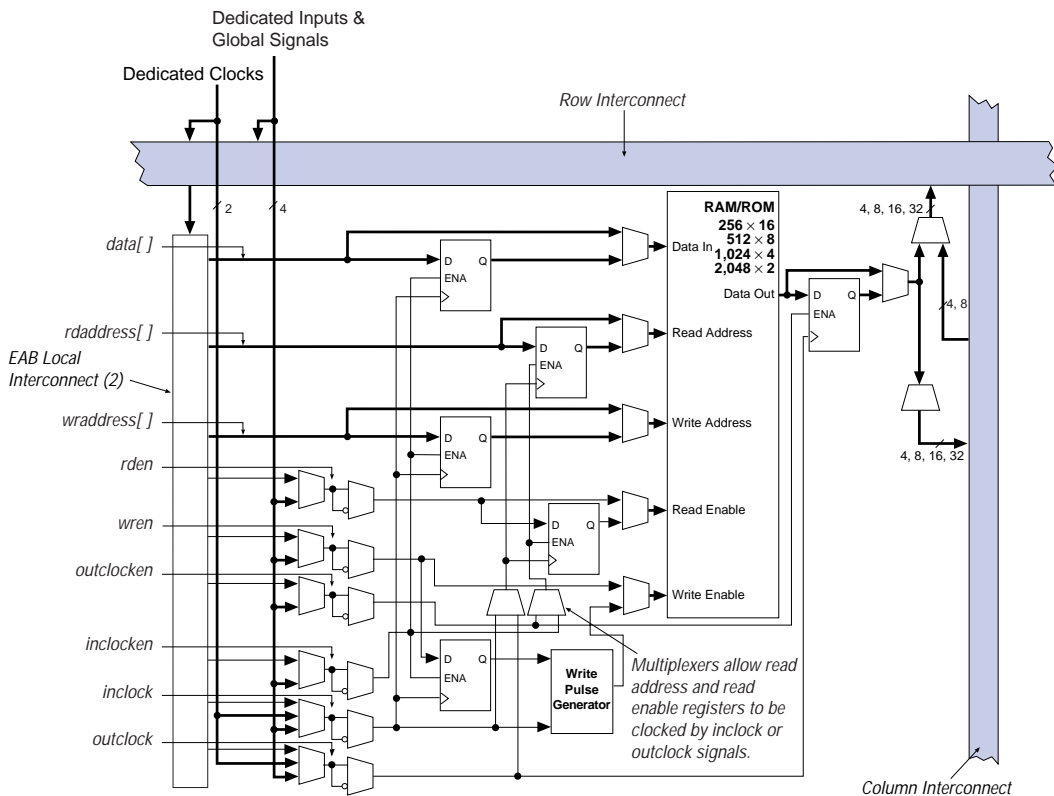 Dedicated Inputs &
Global Signals
Dedicated Clocks
Row Interconnect
2
4
RAM/ROM
256 × 16
512 × 8
1,024 × 4
2,048 × 2
4, 8, 16, 32
data[ ]
D
Q
ENA
Data In
Data Out
D
Q
ENA
4, 8
rdaddress[ ]
D
Q
ENA
Read Address
EAB Local
Interconnect (2)
wraddress[ ]
D
Q
ENA
Write Address
4, 8, 16, 32
rden
Read Enable
wren
D
Q
ENA
outclocken
Write Enable
inclocken
D
Q
ENA
Write
Pulse
Generator
Multiplexers allow read
address and read
enable registers to be
clocked by inclock or
outclock signals.
inclock
outclock
Column Interconnect